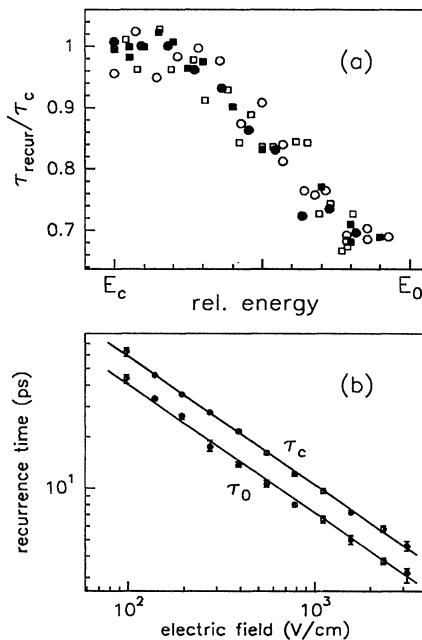 (a)
τrecur/τc
1
0.9
0.8
0.7
Ec
rel. energy
E0
(b)
recurrence time (ps)
10¹
τc
τ0
10²
10³
electric field (V/cm)